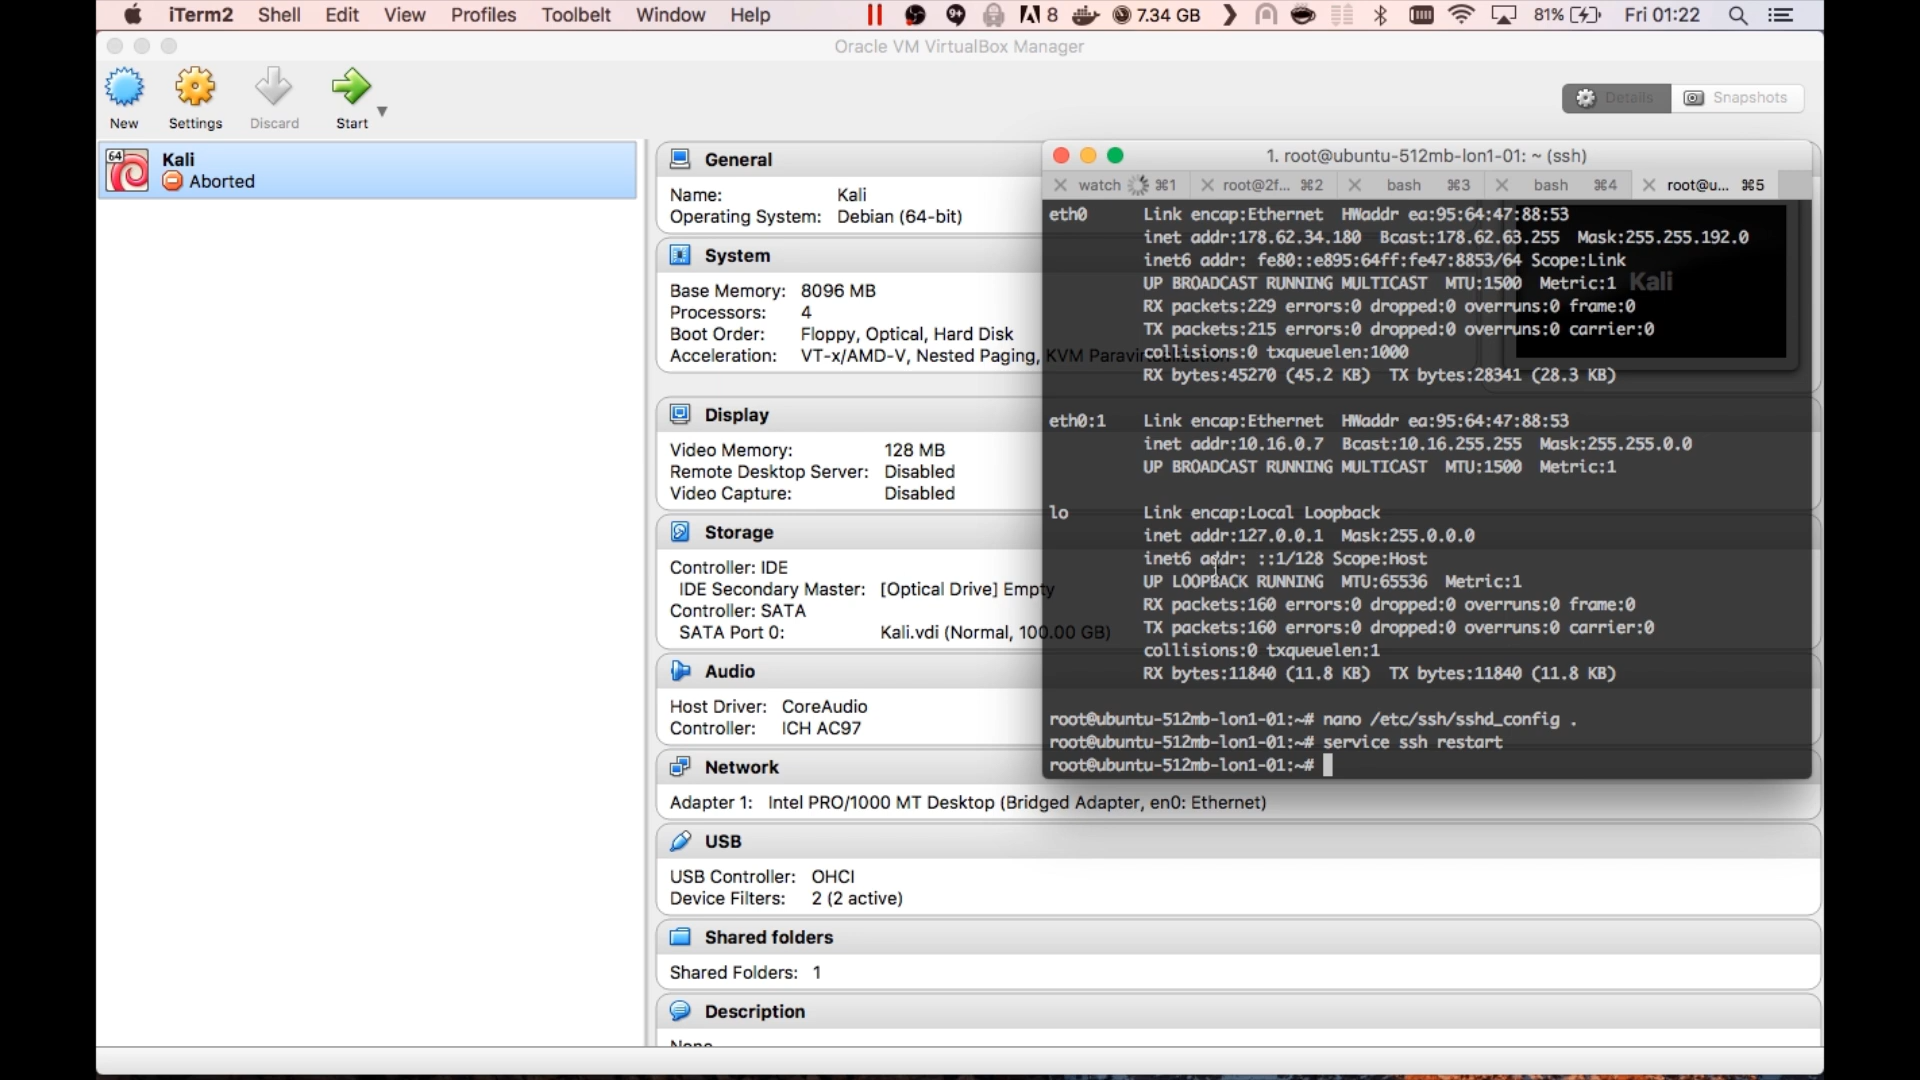 iTerm2 Shell Edit View Profiles Toolbelt Window Help 9+ 8 7.34 GB 81% Fri 01:22
Oracle VM VirtualBox Manager
New Settings Discard Start
Details Snapshots
64 Kali
Aborted
General
Name: Kali
Operating System: Debian (64-bit)
System
Base Memory: 8096 MB
Processors: 4
Boot Order: Floppy, Optical, Hard Disk
Acceleration: VT-x/AMD-V, Nested Paging, KVM Paravirtualization
Display
Video Memory: 128 MB
Remote Desktop Server: Disabled
Video Capture: Disabled
Storage
Controller: IDE
IDE Secondary Master: [Optical Drive] Empty
Controller: SATA
SATA Port 0: Kali.vdi (Normal, 100.00 GB)
Audio
Host Driver: CoreAudio
Controller: ICH AC97
Network
Adapter 1: Intel PRO/1000 MT Desktop (Bridged Adapter, en0: Ethernet)
USB
USB Controller: OHCI
Device Filters: 2 (2 active)
Shared folders
Shared Folders: 1
Description
None
1. root@ubuntu-512mb-lon1-01: ~ (ssh)
watch ⌘1 root@2f... ⌘2 bash ⌘3 bash ⌘4 root@u... ⌘5
eth0 Link encap:Ethernet HWaddr ea:95:64:47:88:53
inet addr:178.62.34.180 Bcast:178.62.63.255 Mask:255.255.192.0
inet6 addr: fe80::e895:64ff:fe47:8853/64 Scope:Link
UP BROADCAST RUNNING MULTICAST MTU:1500 Metric:1
Kali
RX packets:229 errors:0 dropped:0 overruns:0 frame:0
TX packets:215 errors:0 dropped:0 overruns:0 carrier:0
collisions:0 txqueuelen:1000
RX bytes:45270 (45.2 KB) TX bytes:28341 (28.3 KB)
eth0:1 Link encap:Ethernet HWaddr ea:95:64:47:88:53
inet addr:10.16.0.7 Bcast:10.16.255.255 Mask:255.255.0.0
UP BROADCAST RUNNING MULTICAST MTU:1500 Metric:1
lo Link encap:Local Loopback
inet addr:127.0.0.1 Mask:255.0.0.0
inet6 addr: ::1/128 Scope:Host
UP LOOPBACK RUNNING MTU:65536 Metric:1
RX packets:160 errors:0 dropped:0 overruns:0 frame:0
TX packets:160 errors:0 dropped:0 overruns:0 carrier:0
collisions:0 txqueuelen:1
RX bytes:11840 (11.8 KB) TX bytes:11840 (11.8 KB)
root@ubuntu-512mb-lon1-01:~# nano /etc/ssh/sshd_config .
root@ubuntu-512mb-lon1-01:~# service ssh restart
root@ubuntu-512mb-lon1-01:~#